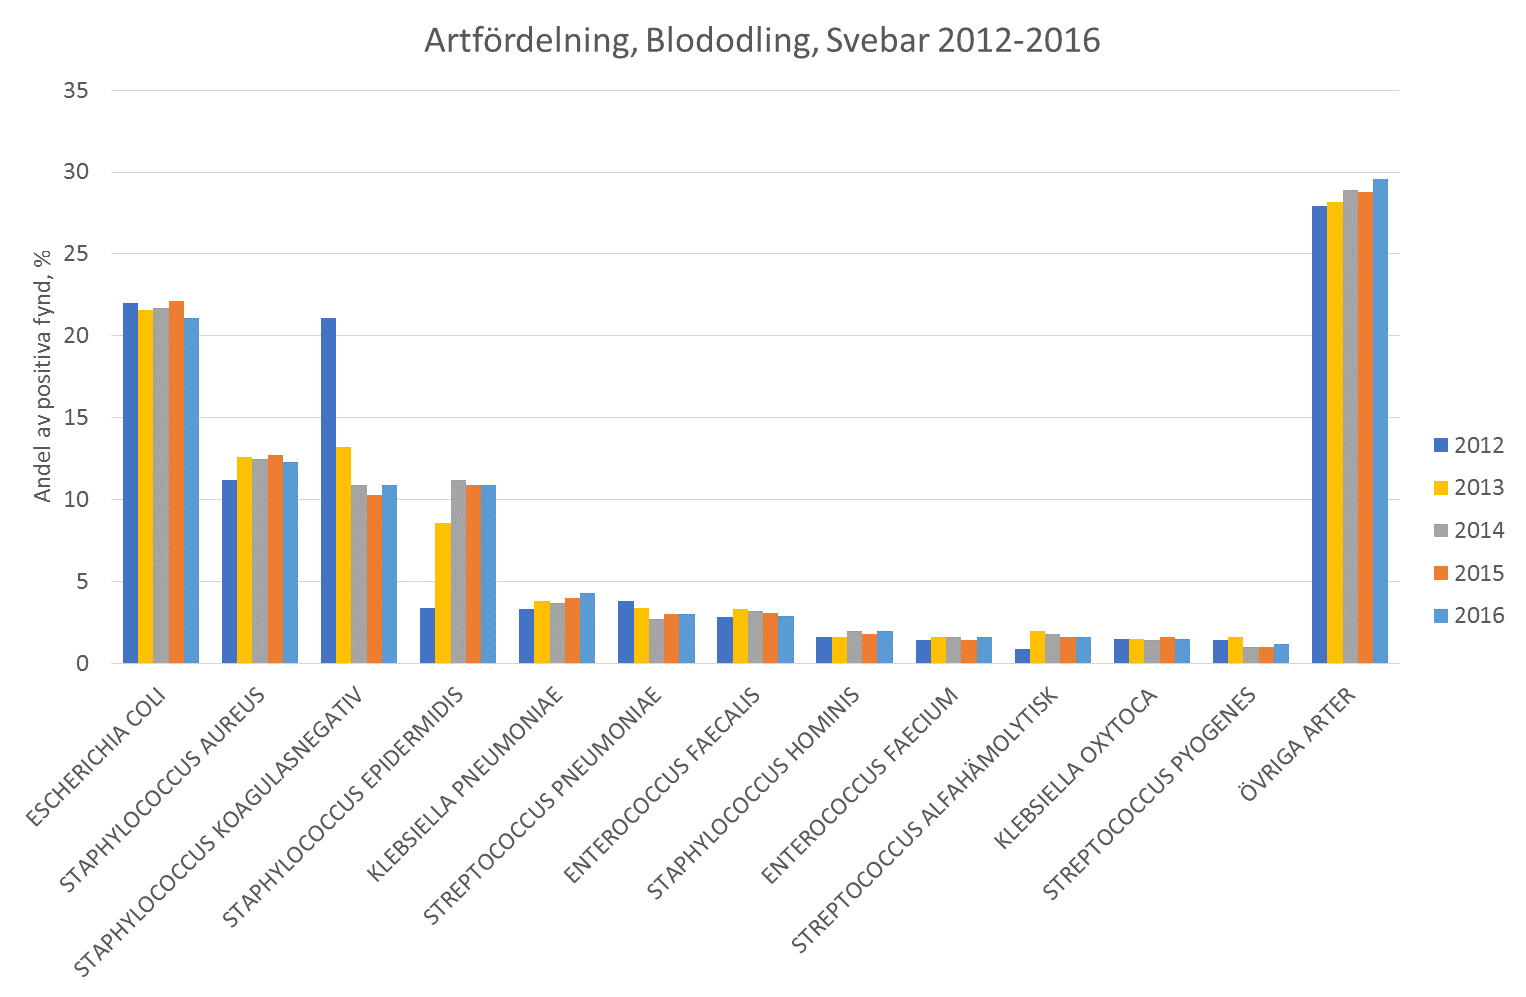 Artfördelning, Blododling, Svebar 2012-2016
Andel av positiva fynd, %
35
30
25
20
15
10
5
0
ESCHERICHIA COLI
STAPHYLOCOCCUS AUREUS
STAPHYLOCOCCUS KOAGULASNEGATIV
STAPHYLOCOCCUS EPIDERMIDIS
KLEBSIELLA PNEUMONIAE
STREPTOCOCCUS PNEUMONIAE
ENTEROCOCCUS FAECALIS
STAPHYLOCOCCUS HOMINIS
ENTEROCOCCUS FAECIUM
STREPTOCOCCUS ALFAHÄMOLYTISK
KLEBSIELLA OXYTOCA
STREPTOCOCCUS PYOGENES
ÖVRIGA ARTER
2012
2013
2014
2015
2016